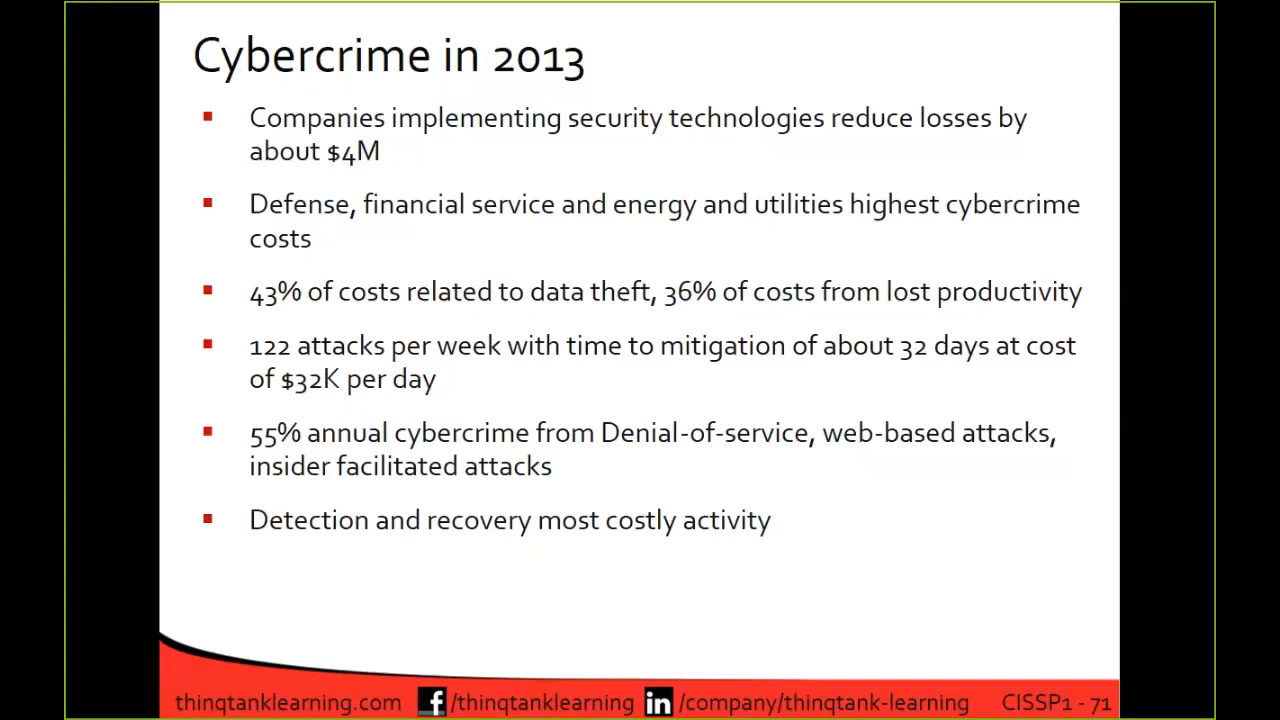 Cybercrime in 2013
Companies implementing security technologies reduce losses by
about $4M
Defense, financial service and energy and utilities highest cybercrime
costs
43% of costs related to data theft, 36% of costs from lost productivity
122 attacks per week with time to mitigation of about 32 days at cost
of $32K per day
55% annual cybercrime from Denial-of-service, web-based attacks,
insider facilitated attacks
Detection and recovery most costly activity
thinqtanklearning.com f /thinqtanklearning in /company/thinqtank-learning CISSP1 - 71